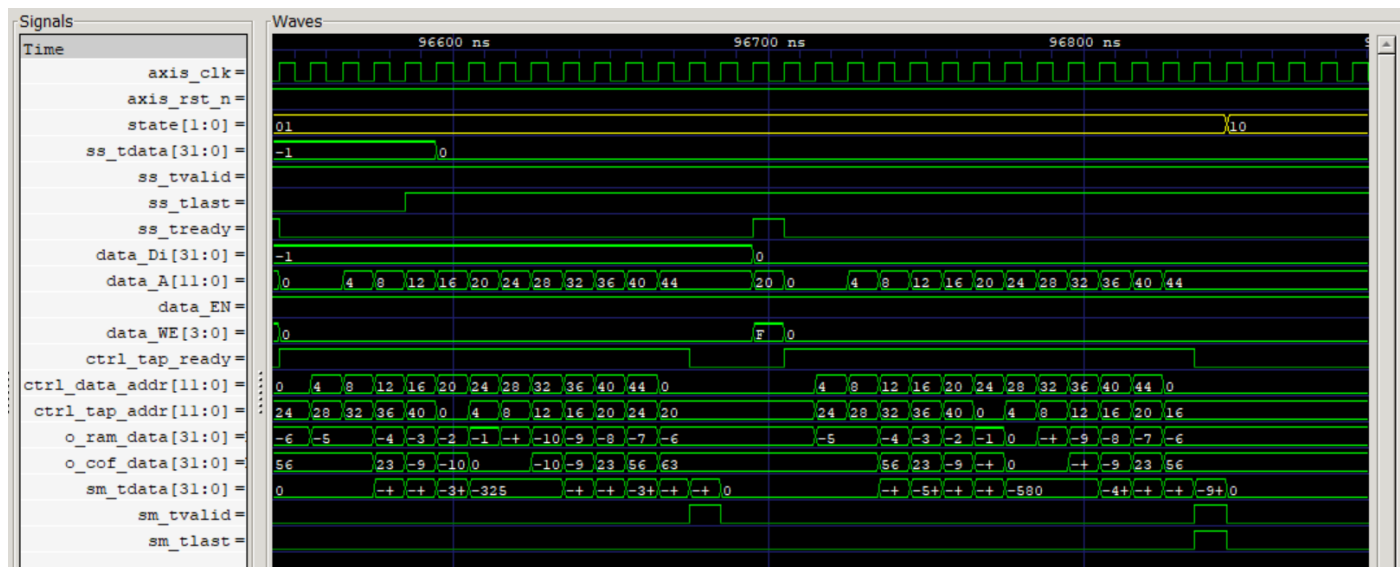 Signals Waves
Time 96600 ns 96700 ns 96800 ns 9
axis_clk=
axis_rst_n=
state[1:0] = 01 10
ss_tdata[31:0] = -1 0
ss_tvalid=
ss_tlast=
ss_tready=
data_Di[31:0] = -1 0
data_A[11:0] = 0 4 8 12 16 20 24 28 32 36 40 44 20 0 4 8 12 16 20 24 28 32 36 40 44
data_EN=
data_WE[3:0] = 0 F 0
ctrl_tap_ready=
ctrl_data_addr[11:0] = 0 4 8 12 16 20 24 28 32 36 40 44 0 4 8 12 16 20 24 28 32 36 40 44 0
ctrl_tap_addr[11:0] = 24 28 32 36 40 0 4 8 12 16 20 24 20 24 28 32 36 40 0 4 8 12 16 20 16
o_ram_data[31:0]= -6 -5 -4 -3 -2 -1 -+ -10 -9 -8 -7 -6 -5 -4 -3 -2 -1 0 -+ -9 -8 -7 -6
o_cof_data[31:0]= 56 23 -9 -10 0 -10 -9 23 56 63 56 23 -9 -+ 0 -+ -9 23 56
sm_tdata[31:0] = 0 -+ -+ -3+ -325 -+ -+ -3+ -+ -+ 0 -+ -5+ -+ -+ -580 -4+ -+ -+ -9+ 0
sm_tvalid=
sm_tlast=